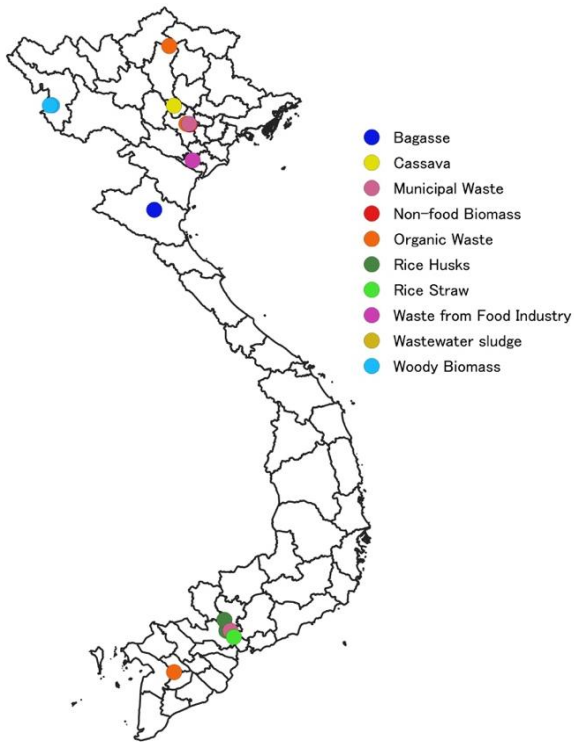 Bagasse
Cassava
Municipal Waste
Non-food Biomass
Organic Waste
Rice Husks
Rice Straw
Waste from Food Industry
Wastewater sludge
Woody Biomass